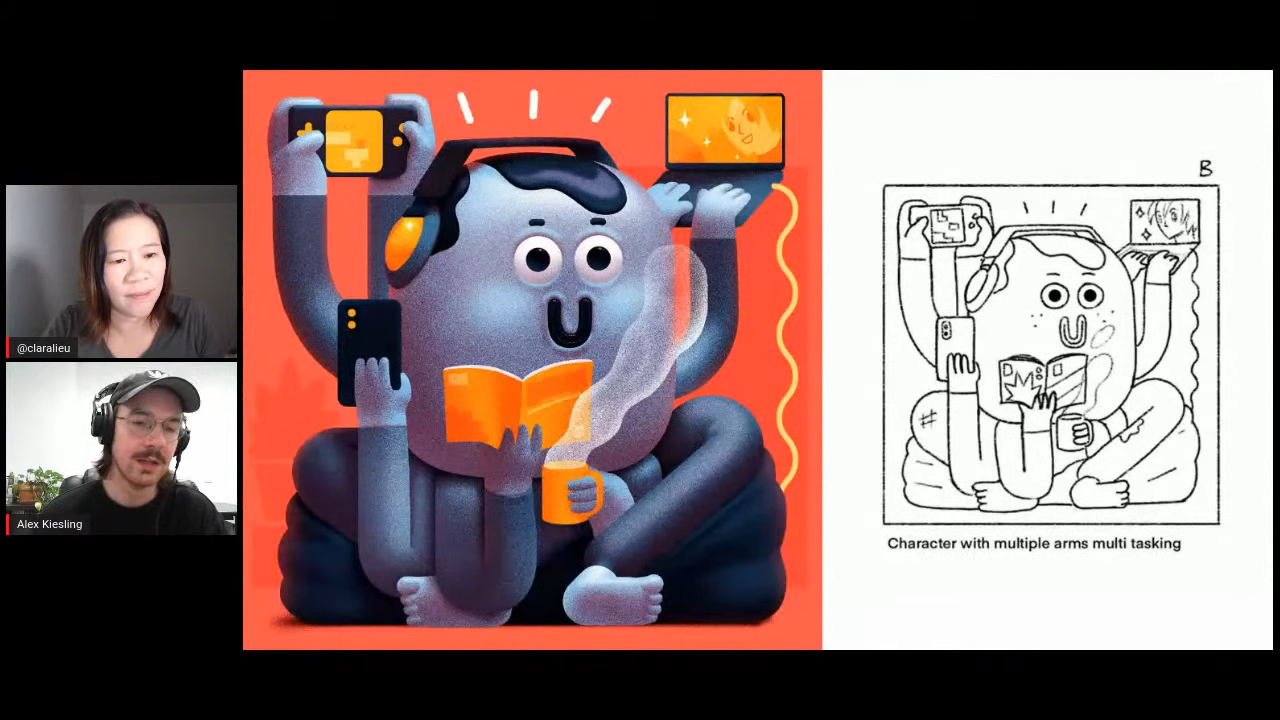 @claralieu
Alex Kiesling
B
Character with multiple arms multi tasking